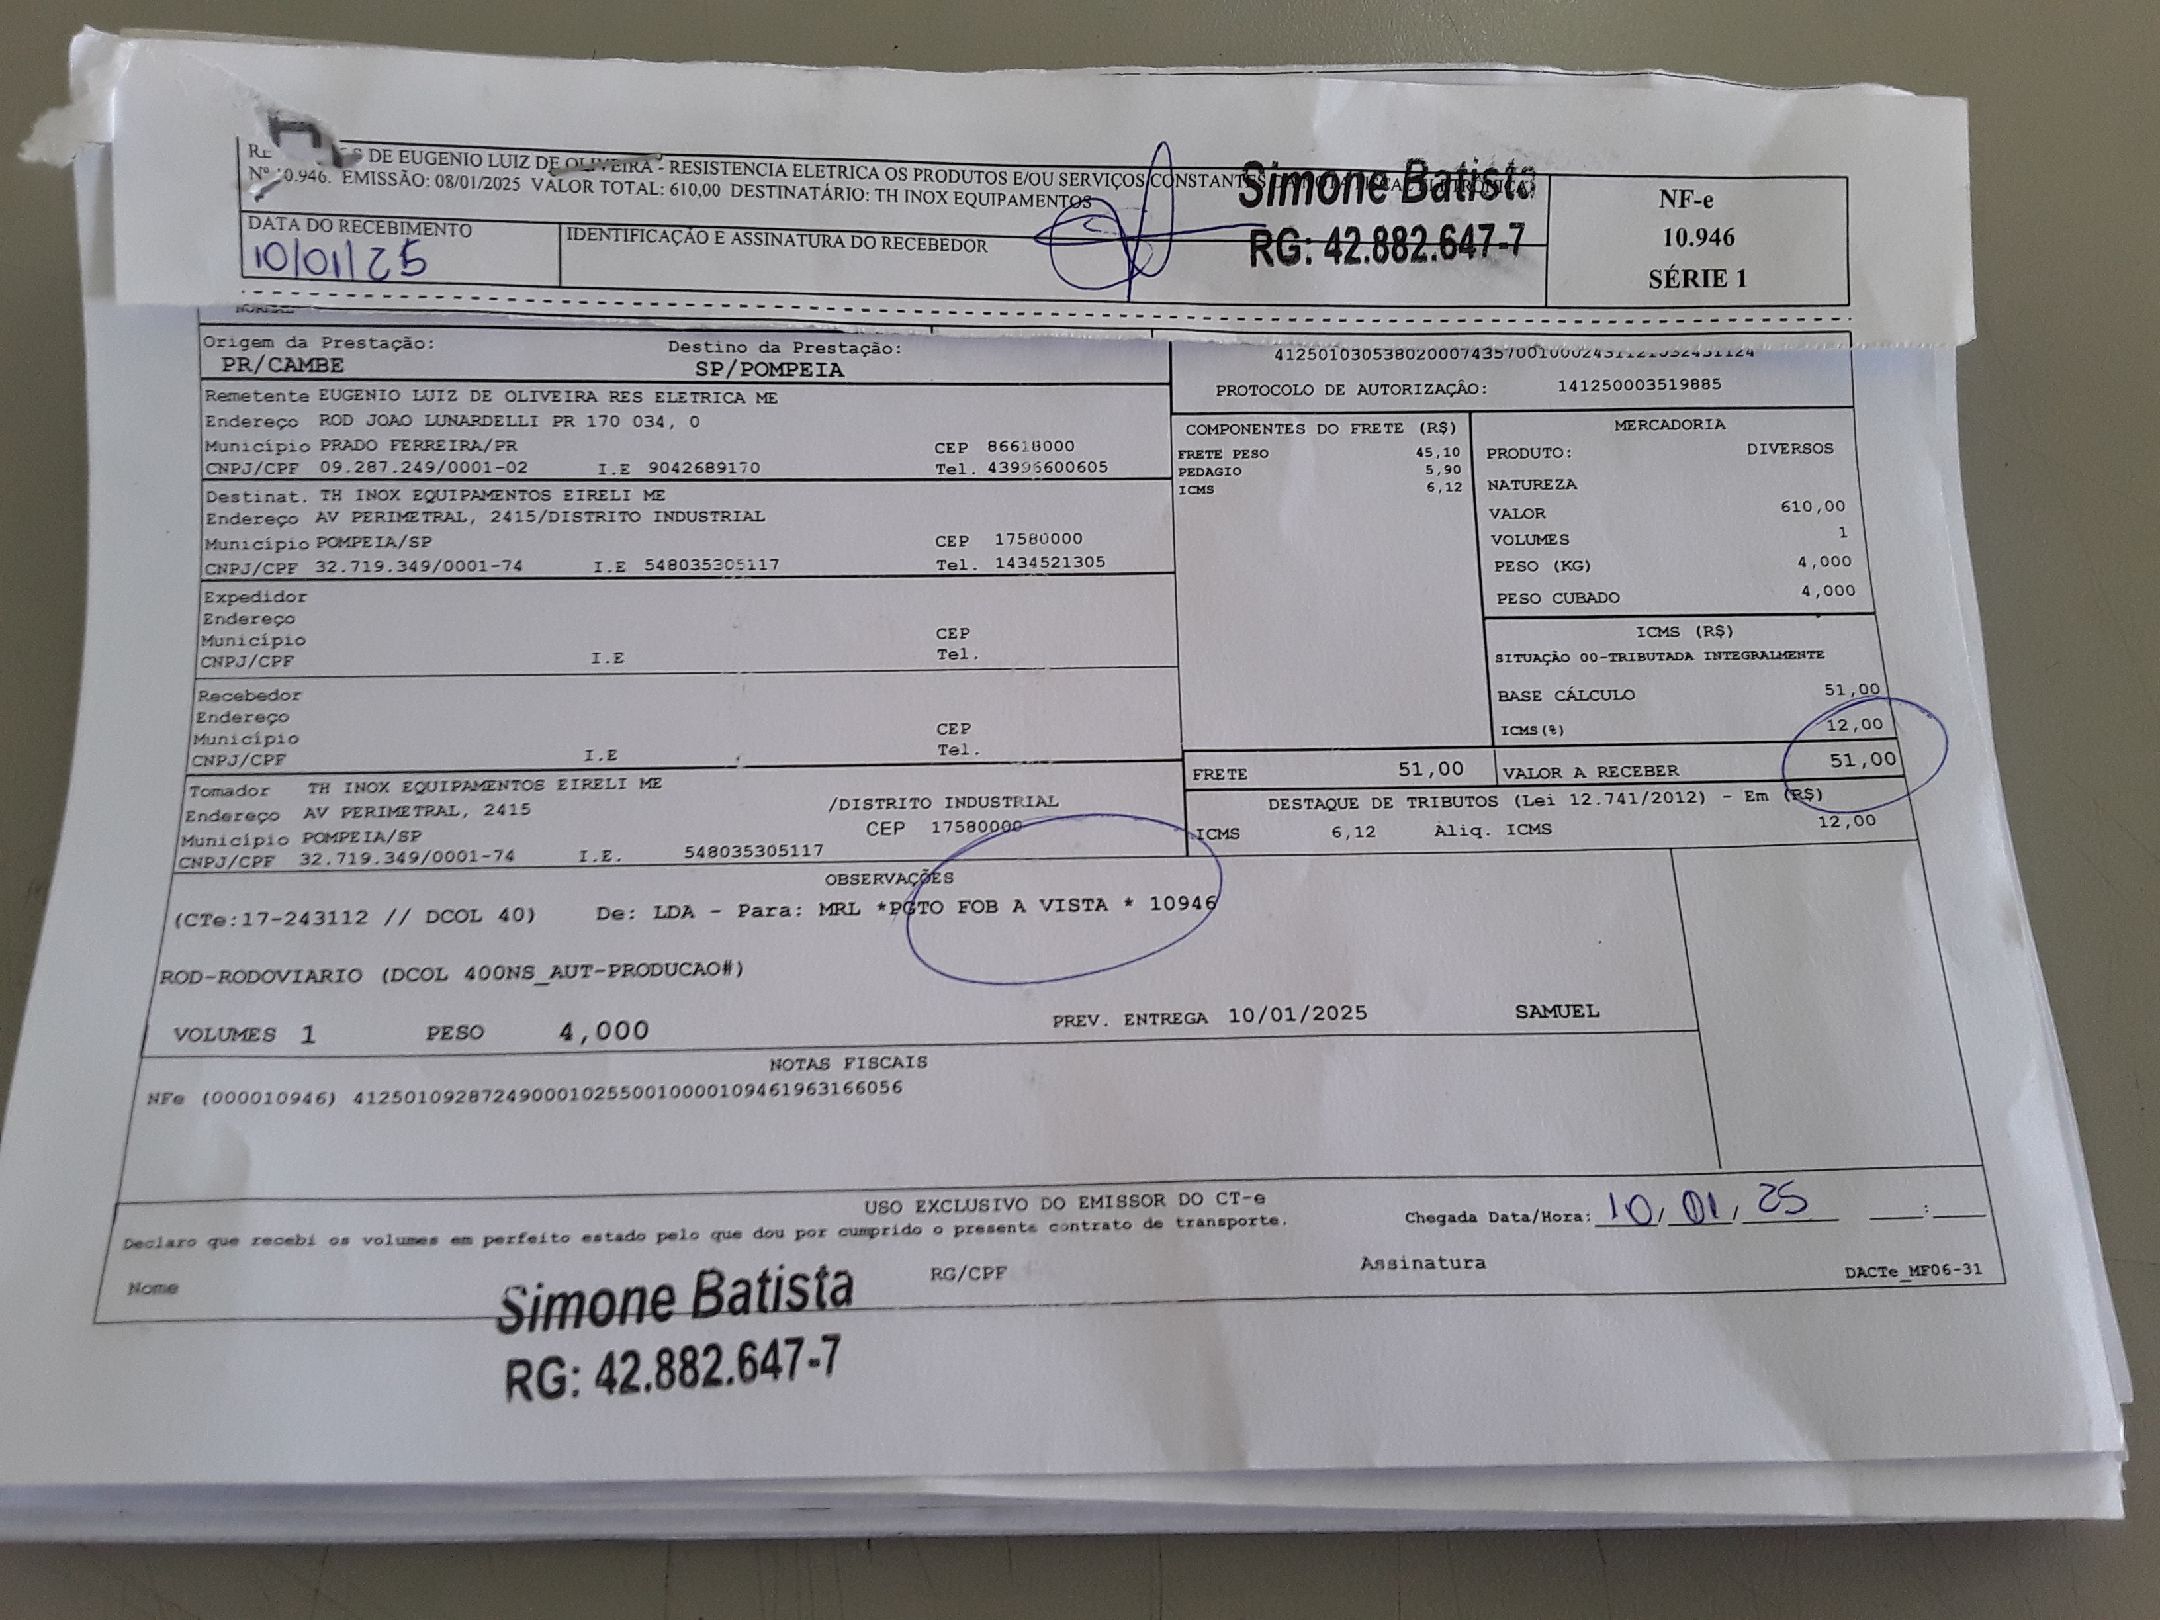 S DE EUGENIO LUIZ DE OLIVEIRA - RESISTENCIA ELETRICA OS PRODUTOS E/OU SERVIÇOS CONSTANTES
Nº 10.946. EMISSÃO: 08/01/2025 VALOR TOTAL: 610,00 DESTINATÁRIO: TH INOX EQUIPAMENTOS
Simone Batista
RG: 42.882.647-7
NF-e
10.946
SÉRIE 1
DATA DO RECEBIMENTO
10/01/25
IDENTIFICAÇÃO E ASSINATURA DO RECEBEDOR
NORMAL
Origem da Prestação: Destino da Prestação:
PR/CAMBE SP/POMPEIA
PROTOCOLO DE AUTORIZAÇÂO: 141250003519885
Remetente EUGENIO LUIZ DE OLIVEIRA RES ELETRICA ME
Endereço ROD JOAO LUNARDELLI PR 170 034, 0
Município PRADO FERREIRA/PR CEP 86618000
CNPJ/CPF 09.287.249/0001-02 I.E 9042689170 Tel. 43996600605
Destinat. TH INOX EQUIPAMENTOS EIRELI ME
Endereço AV PERIMETRAL, 2415/DISTRITO INDUSTRIAL
Município POMPEIA/SP CEP 17580000
CNPJ/CPF 32.719.349/0001-74 I.E 548035305117 Tel. 1434521305
Expedidor
Endereço
Município CEP
CNPJ/CPF I.E Tel.
Recebedor
Endereço
Município CEP
CNPJ/CPF I.E Tel.
Tomador TH INOX EQUIPAMENTOS EIRELI ME
Endereço AV PERIMETRAL, 2415 /DISTRITO INDUSTRIAL
Município POMPEIA/SP CEP 17580000
CNPJ/CPF 32.719.349/0001-74 I.E. 548035305117
COMPONENTES DO FRETE (R$)
FRETE PESO 45,10
PEDAGIO 5,90
ICMS 6,12
MERCADORIA
PRODUTO: DIVERSOS
NATUREZA
VALOR 610,00
VOLUMES 1
PESO (KG) 4,000
PESO CUBADO 4,000
ICMS (R$)
SITUAÇÃO 00-TRIBUTADA INTEGRALMENTE
BASE CÁLCULO 51,00
ICMS(%) 12,00
FRETE 51,00 VALOR A RECEBER 51,00
DESTAQUE DE TRIBUTOS (Lei 12.741/2012) - Em (R$)
ICMS 6,12 Aliq. ICMS 12,00
OBSERVAÇÕES
(CTe:17-243112 // DCOL 40) De: LDA - Para: MRL *PGTO FOB A VISTA * 10946
ROD-RODOVIARIO (DCOL 400NS_AUT-PRODUCAO#)
VOLUMES 1 PESO 4,000 PREV. ENTREGA 10/01/2025 SAMUEL
NOTAS FISCAIS
NFe (000010946) 41250109287249000102550010000109461963166056
USO EXCLUSIVO DO EMISSOR DO CT-e
Declaro que recebi os volumes em perfeito estado pelo que dou por cumprido o presente contrato de transporte.
Chegada Data/Hora: 10/01/25 __:__
Nome RG/CPF Assinatura
DACTe_MF06-31
Simone Batista
RG: 42.882.647-7